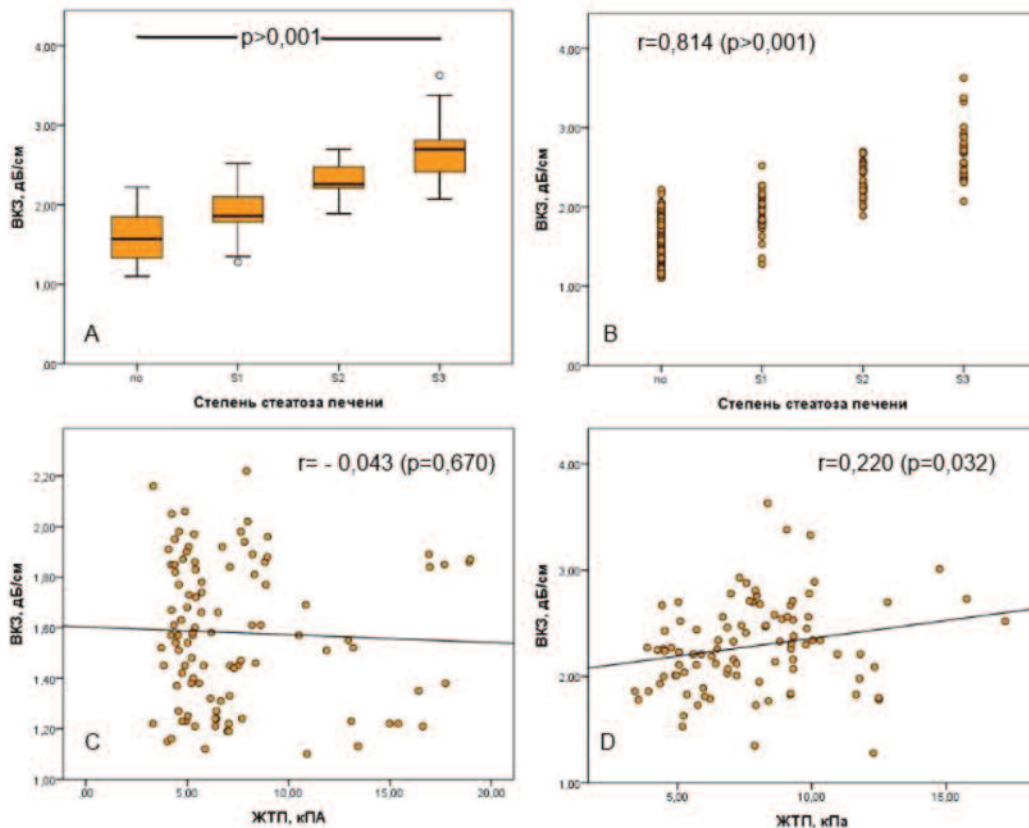 p>0,001
4,00
3,00
2,00
1,00
,00
ВКЗ, дБ/см
A
no
S1
S2
S3
Степень стеатоза печени
r=0,814 (p>0,001)
4,00
3,00
2,00
1,00
,00
ВКЗ, дБ/см
B
no
S1
S2
S3
Степень стеатоза печени
r= - 0,043 (p=0,670)
2,20
2,00
1,80
1,60
1,40
1,20
1,00
ВКЗ, дБ/см
C
,00
5,00
10,00
15,00
20,00
ЖТП, кПА
r=0,220 (p=0,032)
4,00
3,00
2,00
1,00
ВКЗ, дБ/см
D
5,00
10,00
15,00
ЖТП, кПа